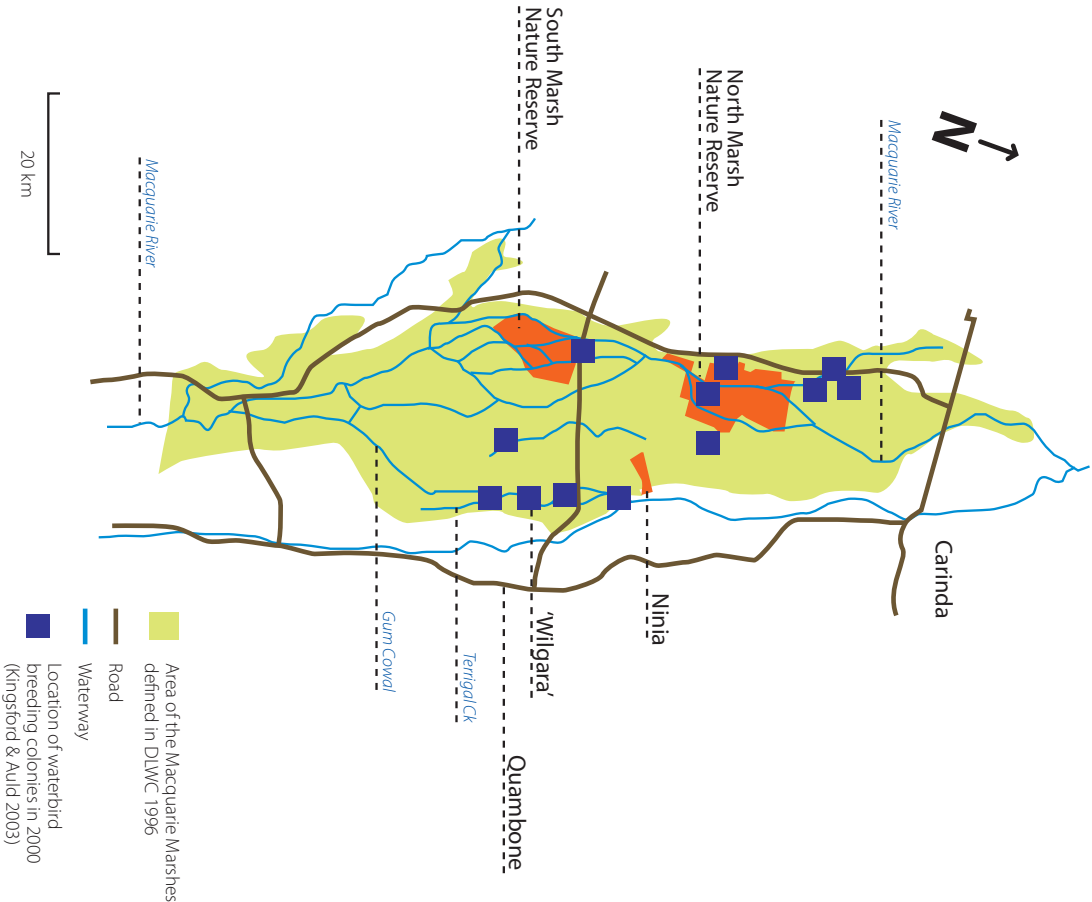 N
Macquarie River
North Marsh
Nature Reserve
South Marsh
Nature Reserve
Macquarie River
20 km
Carinda
Ninia
'Wilgara'
Quambone
Terrigal Ck
Gum Cowal
Area of the Macquarie Marshes
defined in DLWC 1996
Road
Waterway
Location of waterbird
breeding colonies in 2000
(Kingsford & Auld 2003)